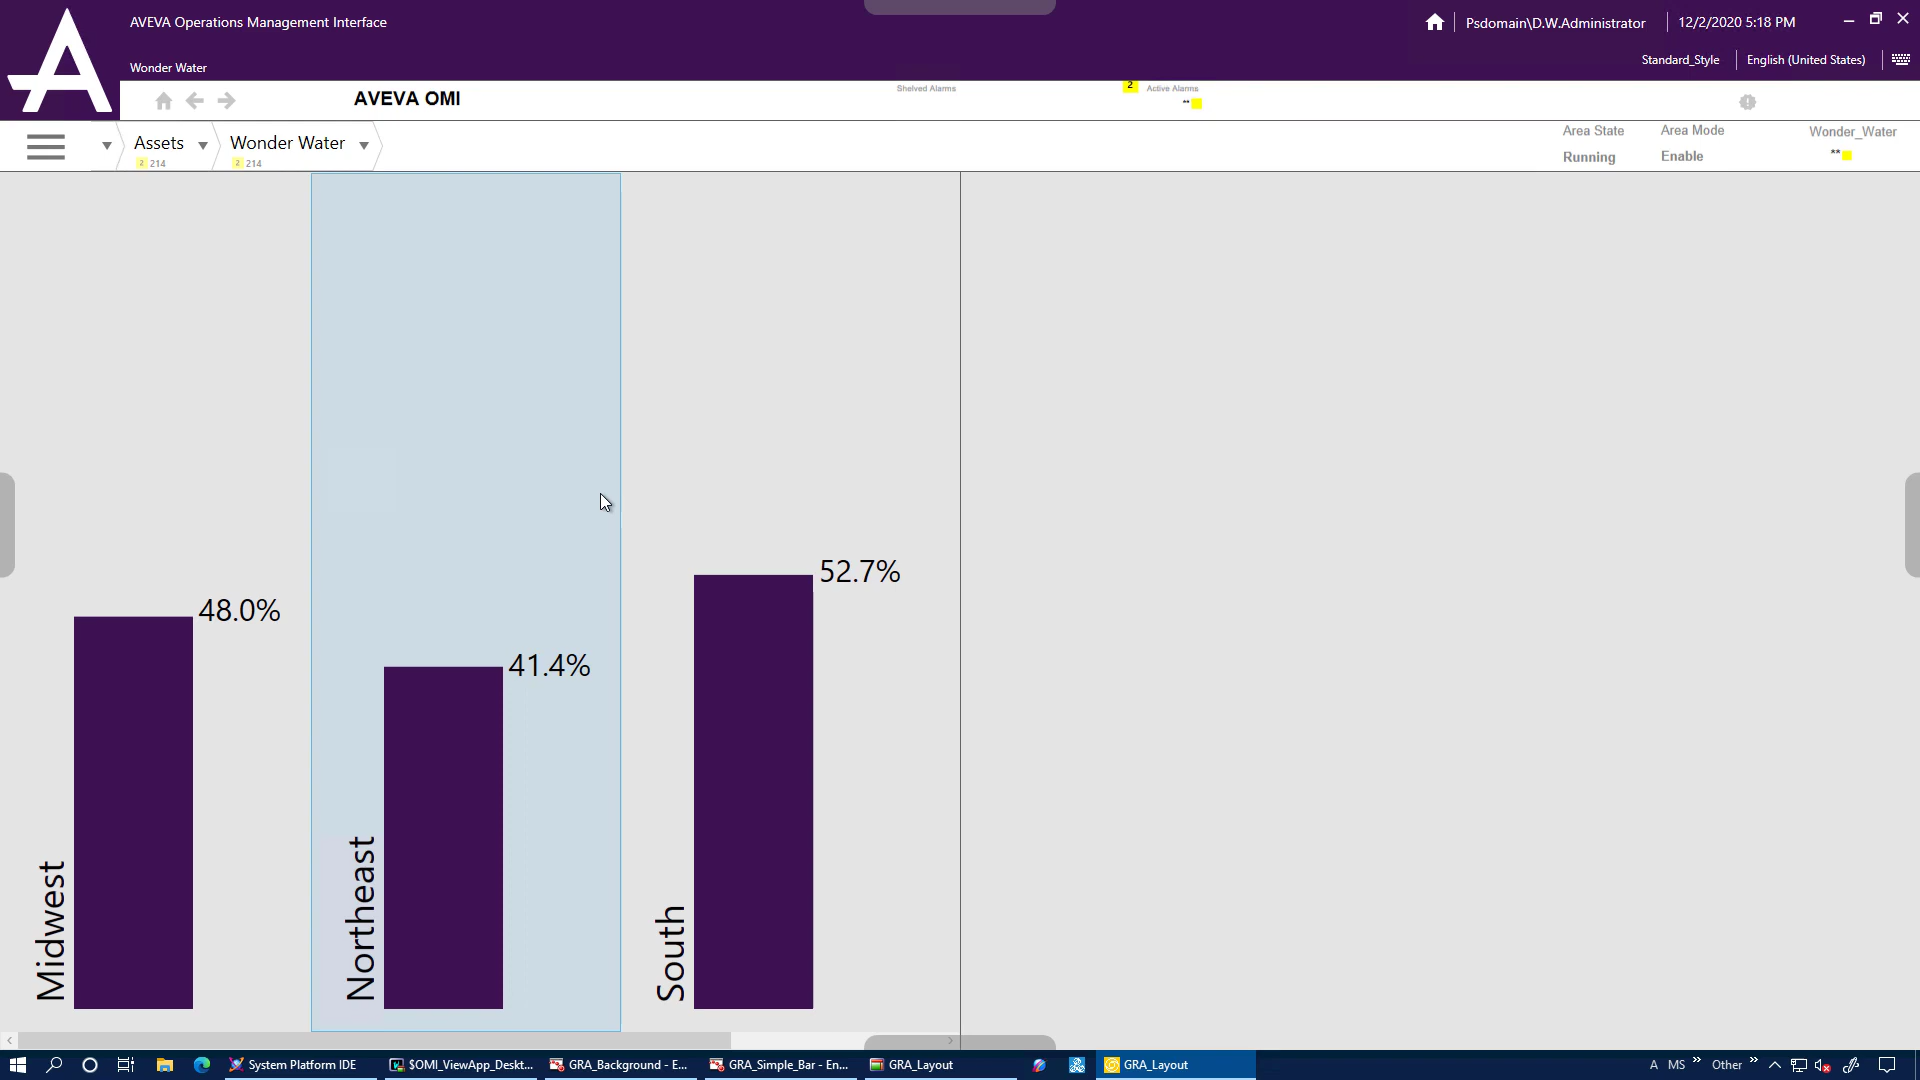 AVEVA Operations Management Interface
Psdomain\D.W.Administrator
12/2/2020 5:18 PM
Wonder Water
Standard_Style
English (United States)
AVEVA OMI
Shelved Alarms
2
Active Alarms
**
Assets
2 214
Wonder Water
2 214
Area State
Running
Area Mode
Enable
Wonder_Water
**
Midwest
48.0%
Northeast
41.4%
South
52.7%
System Platform IDE
$OMI_ViewApp_Deskt...
GRA_Background - E...
GRA_Simple_Bar - En...
GRA_Layout
GRA_Layout
A
MS
Other